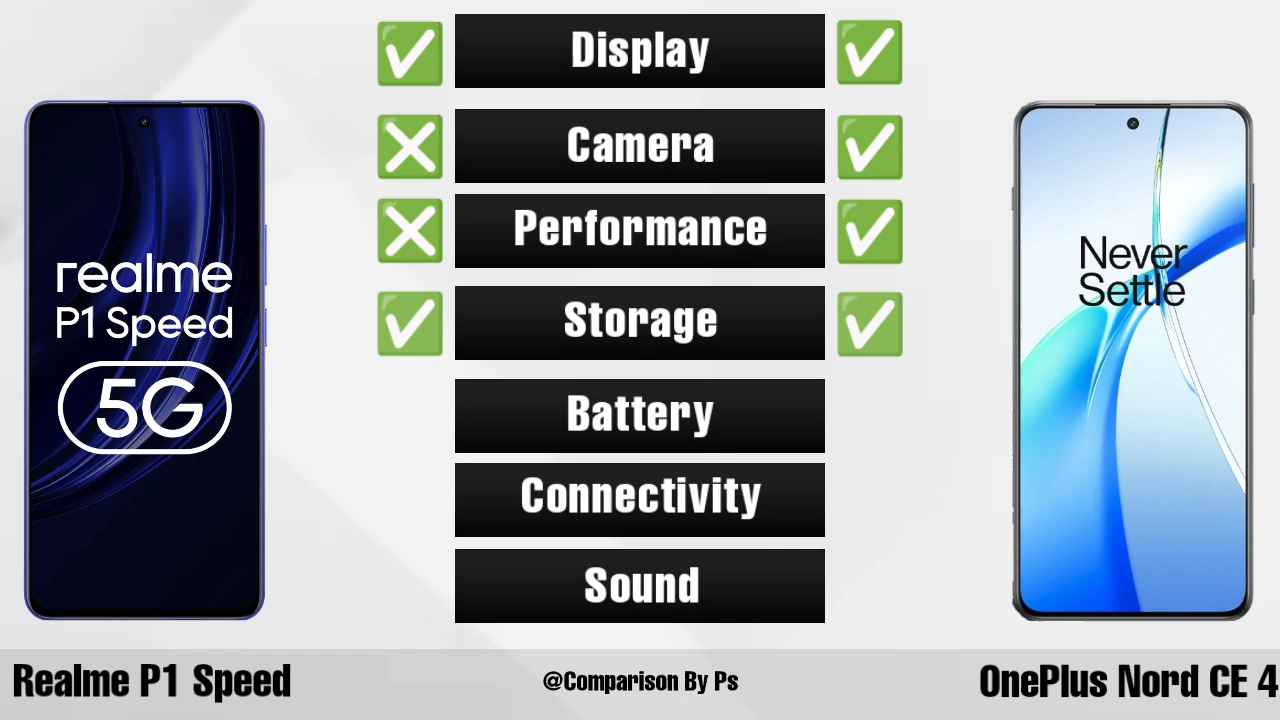 Display
Camera
Performance
Storage
Battery
Connectivity
Sound
realme
P1 Speed
5G
Never
Settle
Realme P1 Speed
@Comparison By Ps
OnePlus Nord CE 4